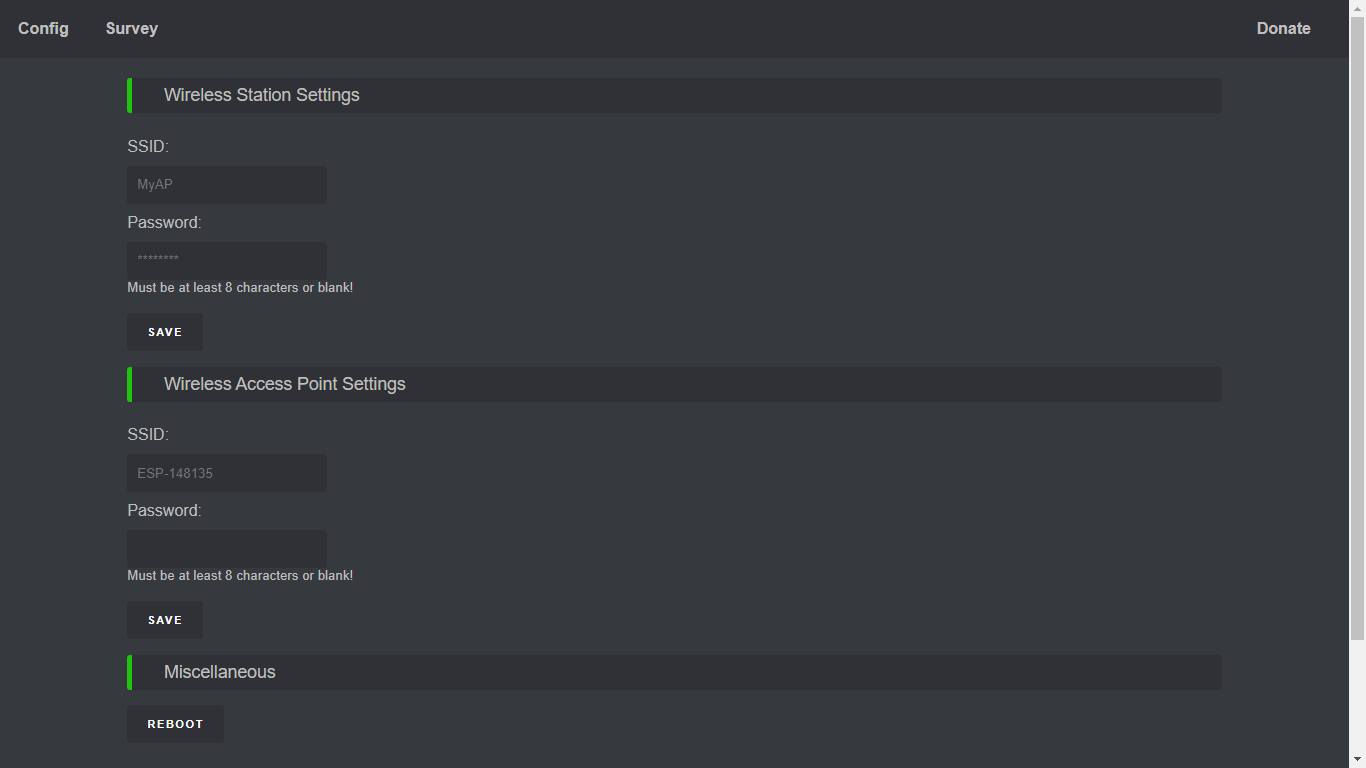 Config Survey Donate
Wireless Station Settings
SSID:
MyAP
Password:
********
Must be at least 8 characters or blank!
SAVE
Wireless Access Point Settings
SSID:
ESP-148135
Password:
Must be at least 8 characters or blank!
SAVE
Miscellaneous
REBOOT